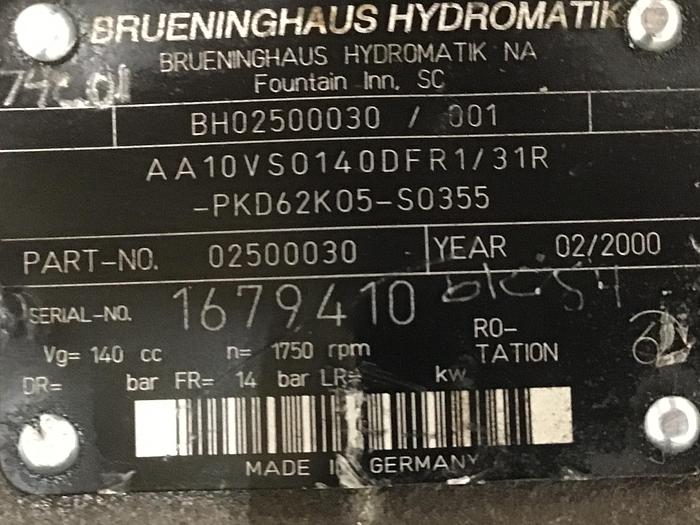 BRUENINGHAUS HYDROMATIK
BRUENINGHAUS HYDROMATIK NA
Fountain Inn, SC
BH02500030 / 001
AA10VSO140DFR1/31R
-PKD62K05-SO355
PART-NO. 02500030 YEAR 02/2000
SERIAL-NO. 1679410
RO-
TATION
Vg= 140 cc n= 1750 rpm
DR= bar FR= 14 bar LR= kw
MADE IN GERMANY